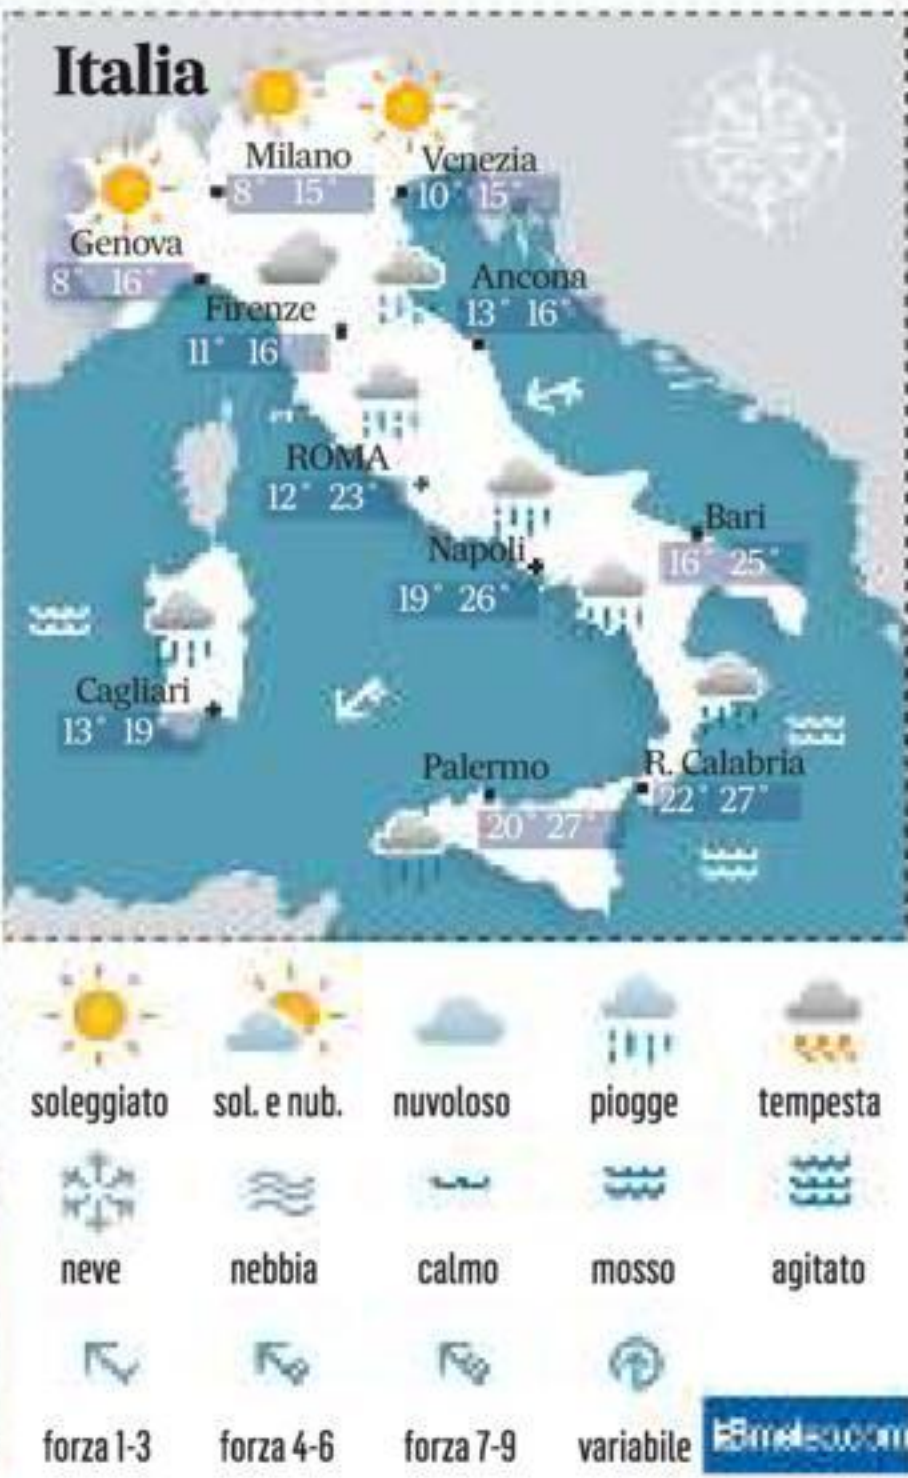 Italia
Milano
8° 15°
Venezia
10° 15°
Genova
8° 16°
Ancona
13° 16°
Firenze
11° 16
ROMA
12° 23°
Bari
16° 25°
Napoli
19° 26°
Cagliari
13° 19
Palermo
20° 27°
R. Calabria
22° 27°
soleggiato
sol. e nub.
nuvoloso
piogge
tempesta
neve
nebbia
calmo
mosso
agitato
forza 1-3
forza 4-6
forza 7-9
variabile